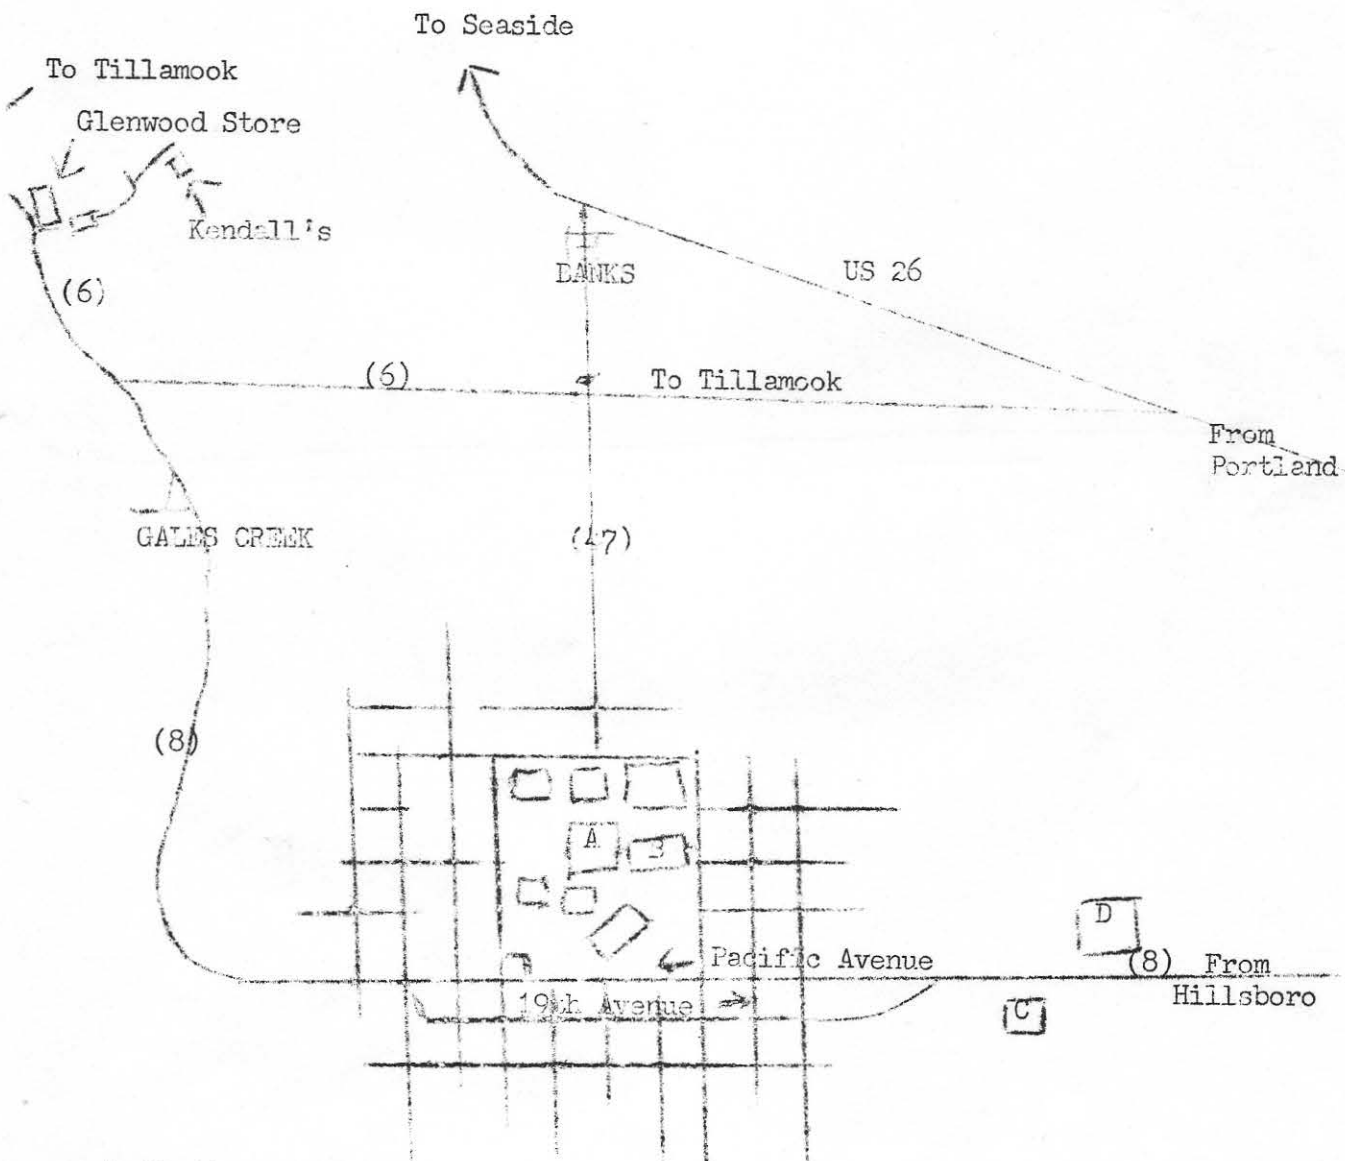 To Seaside
To Tillamook
Glenwood Store
Kendall's
BANKS
US 26
(6)
(6)
To Tillamook
From
Portland
GALES CREEK
(47)
(8)
A
B
D
Pacific Avenue
(8) From
Hillsboro
19th Avenue
C